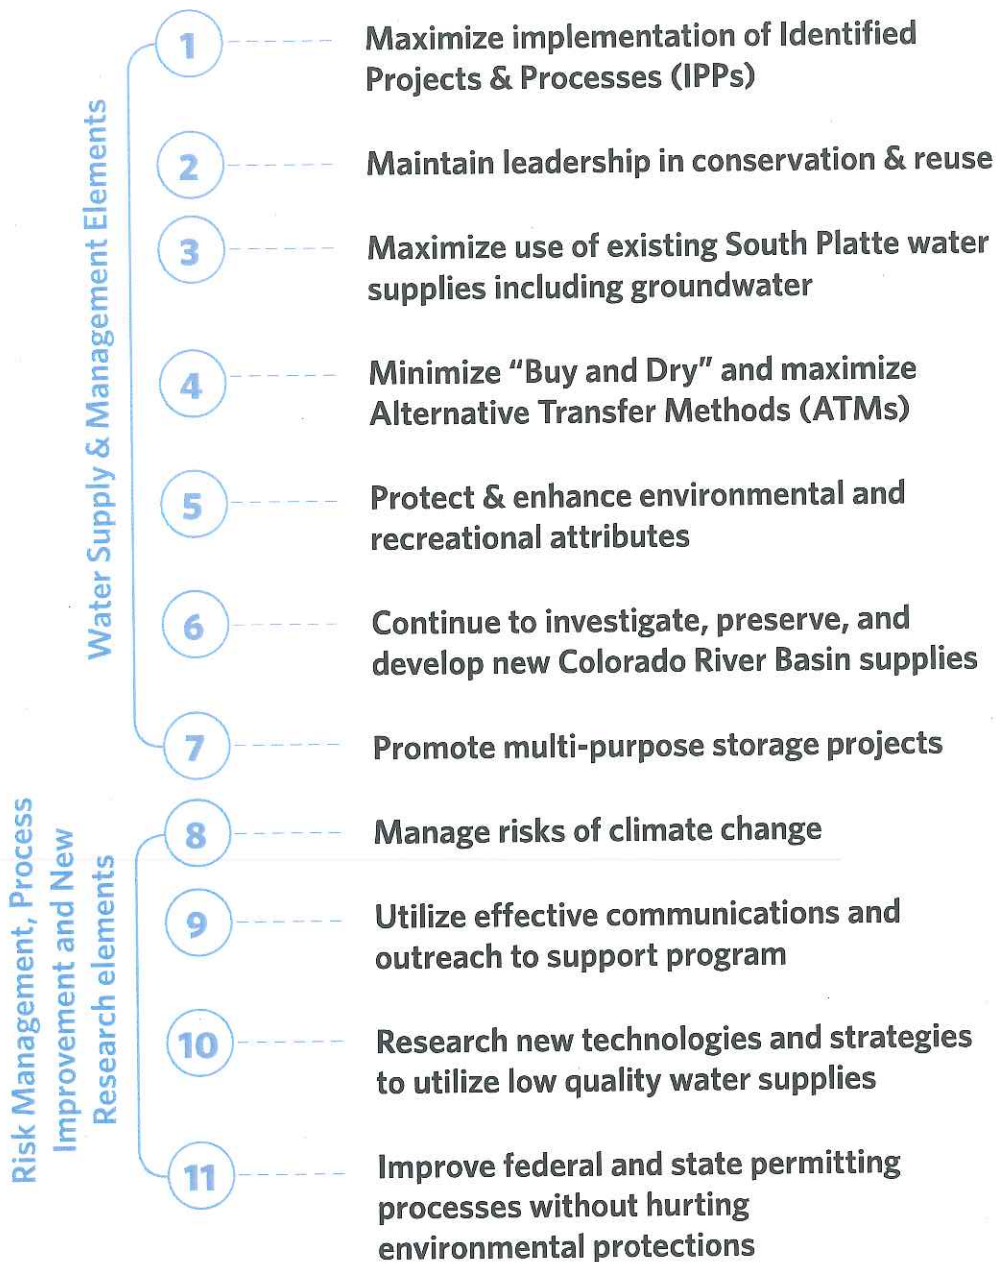 Water Supply & Management Elements
1
Maximize implementation of Identified
Projects & Processes (IPPs)
2
Maintain leadership in conservation & reuse
3
Maximize use of existing South Platte water
supplies including groundwater
4
Minimize “Buy and Dry” and maximize
Alternative Transfer Methods (ATMs)
5
Protect & enhance environmental and
recreational attributes
6
Continue to investigate, preserve, and
develop new Colorado River Basin supplies
7
Promote multi-purpose storage projects
Risk Management, Process
Improvement and New
Research elements
8
Manage risks of climate change
9
Utilize effective communications and
outreach to support program
10
Research new technologies and strategies
to utilize low quality water supplies
11
Improve federal and state permitting
processes without hurting
environmental protections